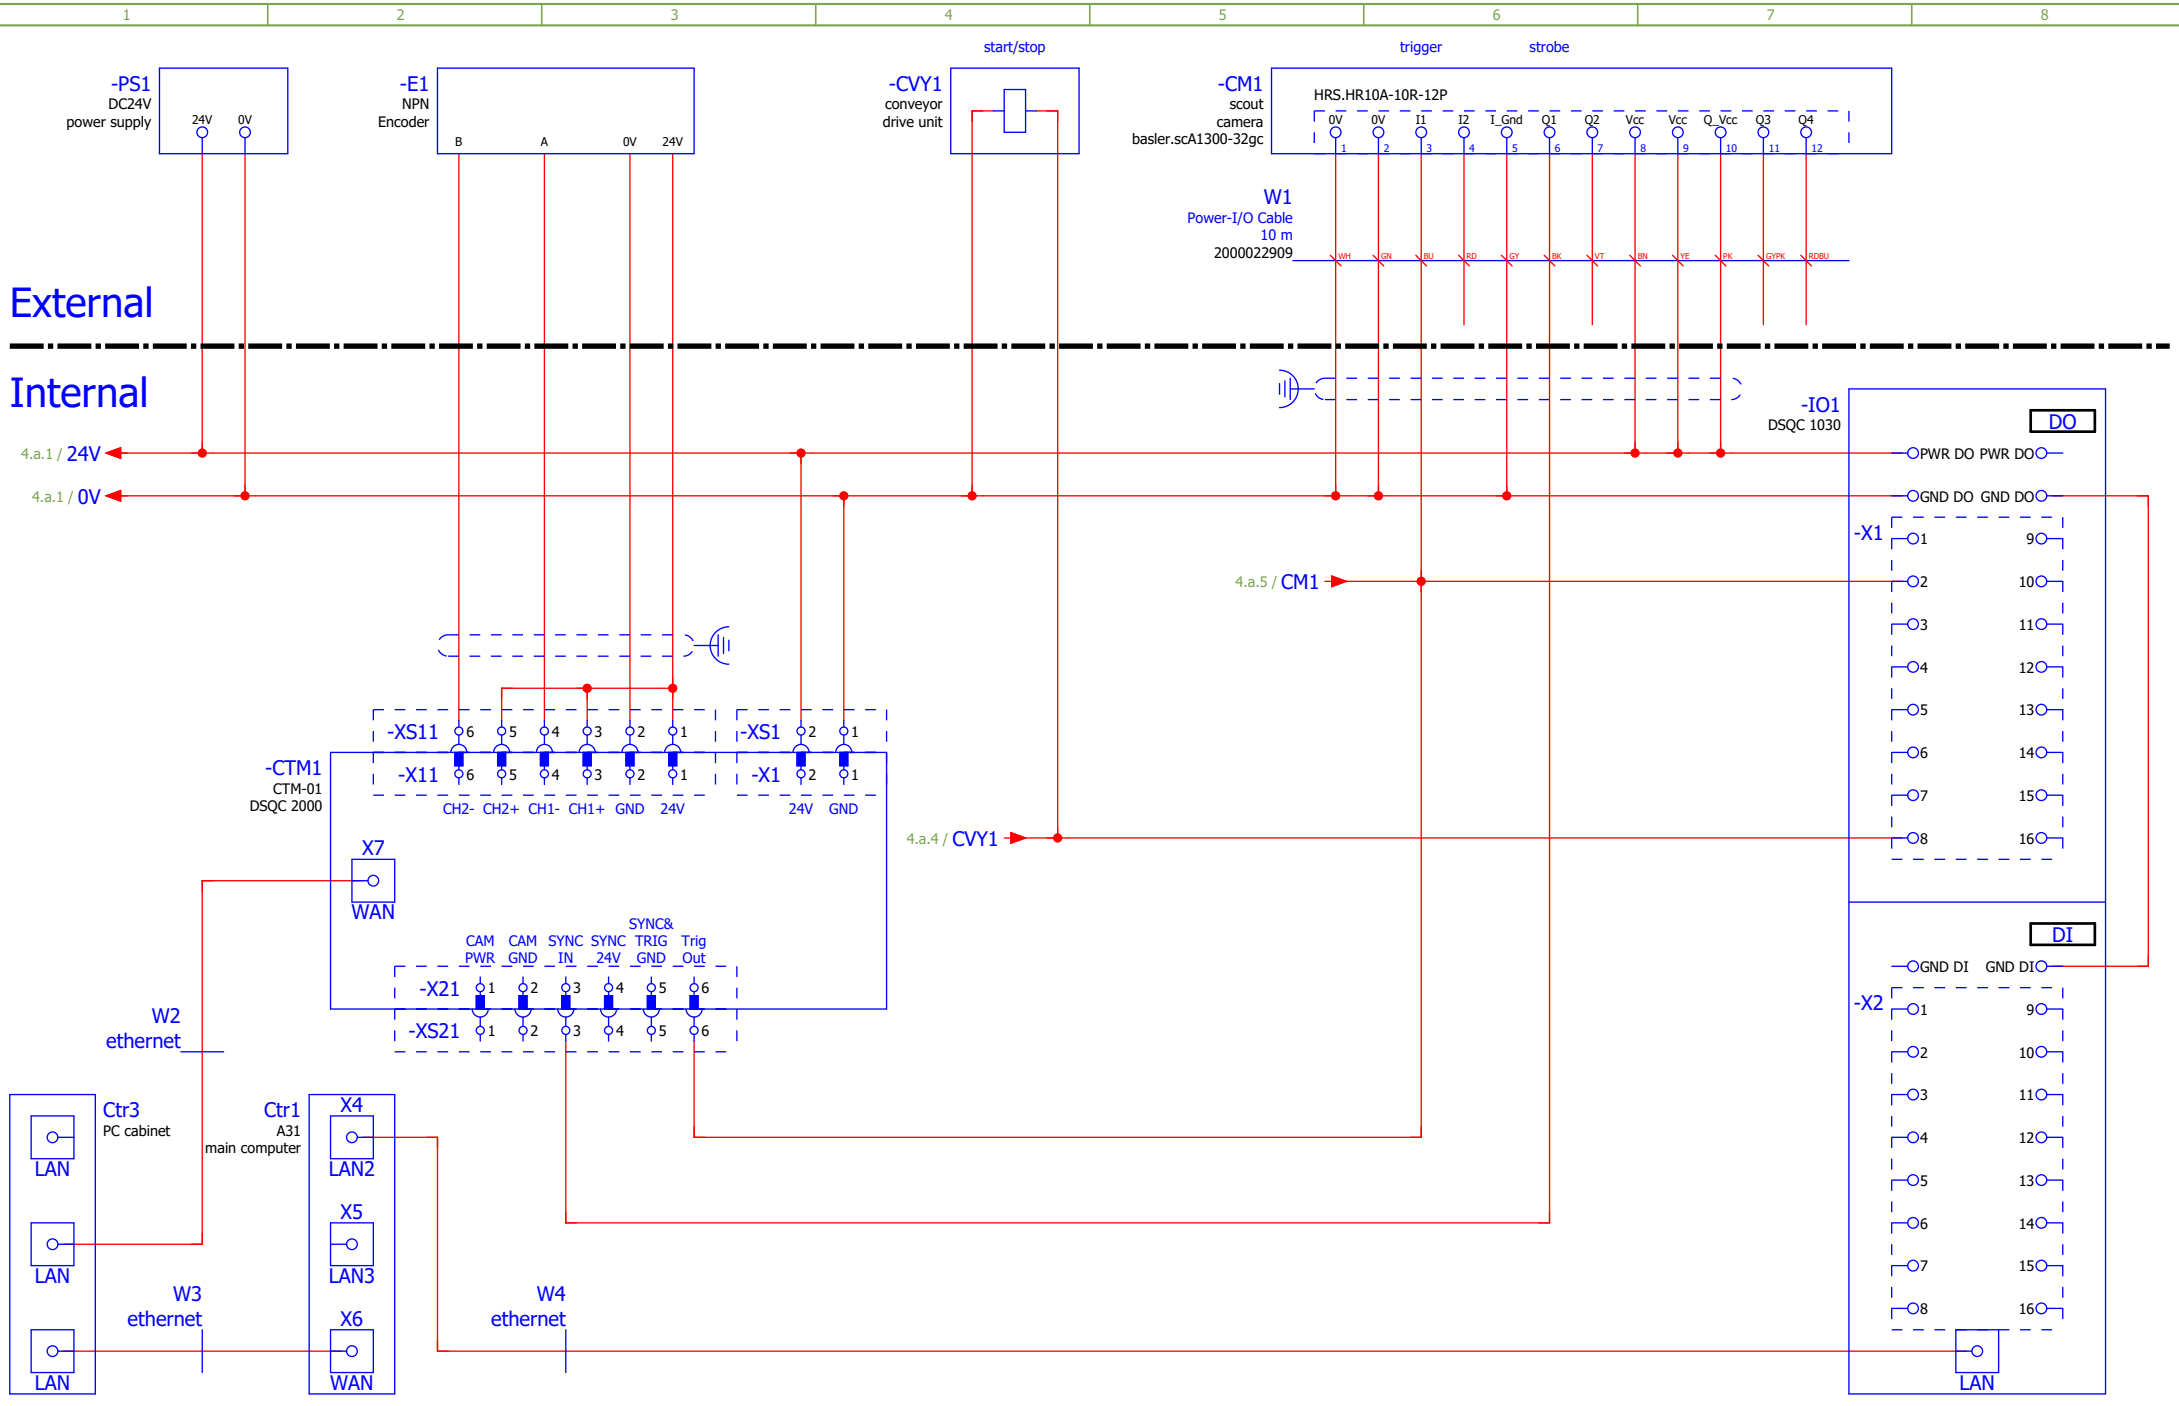 1 2 3 4 5 6 7 8
start/stop trigger strobe
-PS1
DC24V
power supply
24V 0V
-E1
NPN
Encoder
B A 0V 24V
-CVY1
conveyor
drive unit
-CM1
scout
camera
basler.scA1300-32gc
HRS.HR10A-10R-12P
0V 0V I1 I2 I_Gnd Q1 Q2 Vcc Vcc Q_Vcc Q3 Q4
1 2 3 4 5 6 7 8 9 10 11 12
W1
Power-I/O Cable
10 m
2000022909
WH GN BU RD GY BK VT BN YE PK GYPK RDBU
External
Internal
4.a.1 / 24V
4.a.1 / 0V
-IO1
DSQC 1030
DO
PWR DO PWR DO
GND DO GND DO
-X1
1 9
2 10
3 11
4 12
5 13
6 14
7 15
8 16
4.a.5 / CM1
4.a.4 / CVY1
-XS11 6 5 4 3 2 1
-XS1 2 1
-CTM1
CTM-01
DSQC 2000
-X11 6 5 4 3 2 1
-X1 2 1
CH2- CH2+ CH1- CH1+ GND 24V
24V GND
X7
WAN
CAM
PWR
CAM
GND
SYNC
IN
SYNC
24V
SYNC&
TRIG
GND
Trig
Out
-X21 1 2 3 4 5 6
-XS21 1 2 3 4 5 6
DI
GND DI GND DI
-X2
1 9
2 10
3 11
4 12
5 13
6 14
7 15
8 16
LAN
W2
ethernet
Ctr3
PC cabinet
LAN
LAN
LAN
Ctr1
A31
main computer
X4
LAN2
X5
LAN3
X6
WAN
W3
ethernet
W4
ethernet